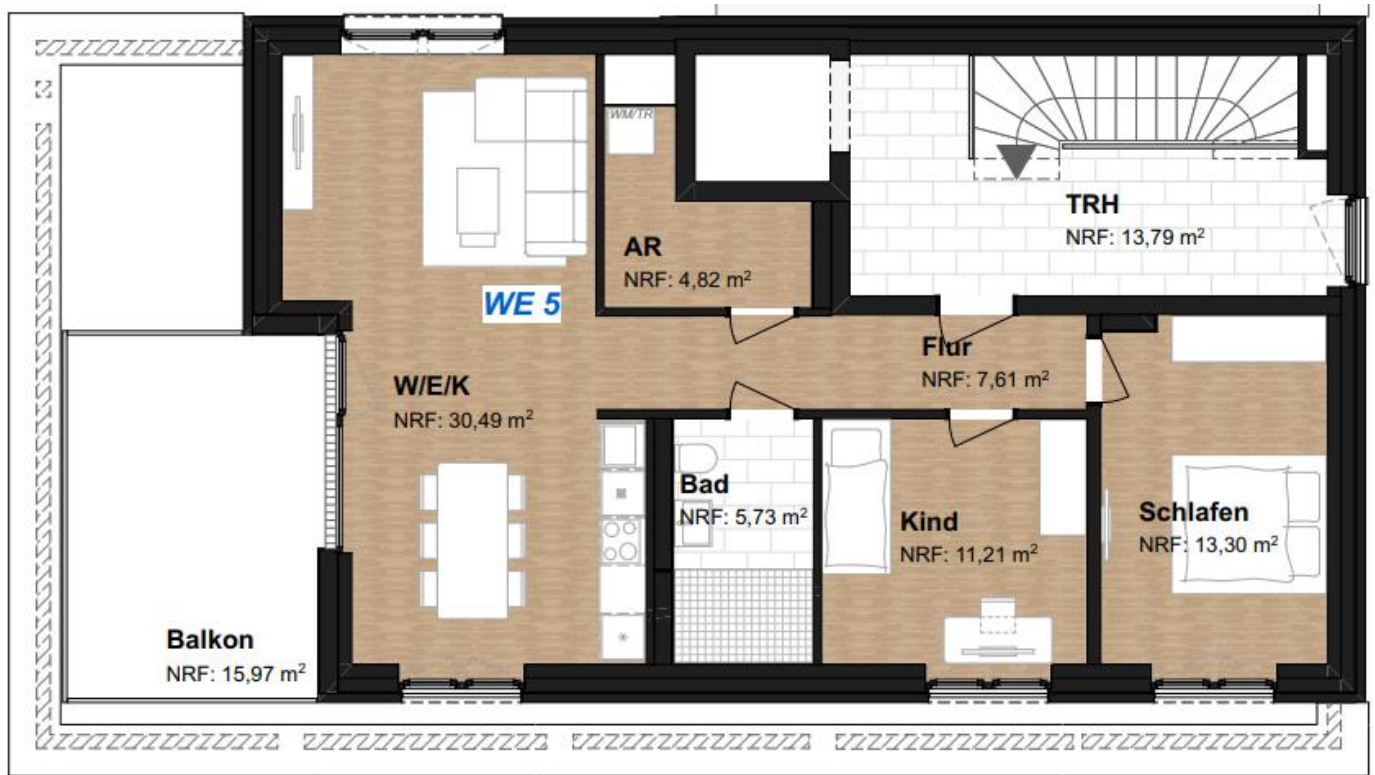 WM/TR
TRH
NRF: 13,79 m²
AR
NRF: 4,82 m²
WE 5
Flur
NRF: 7,61 m²
W/E/K
NRF: 30,49 m²
Bad
NRF: 5,73 m²
Kind
NRF: 11,21 m²
Schlafen
NRF: 13,30 m²
Balkon
NRF: 15,97 m²